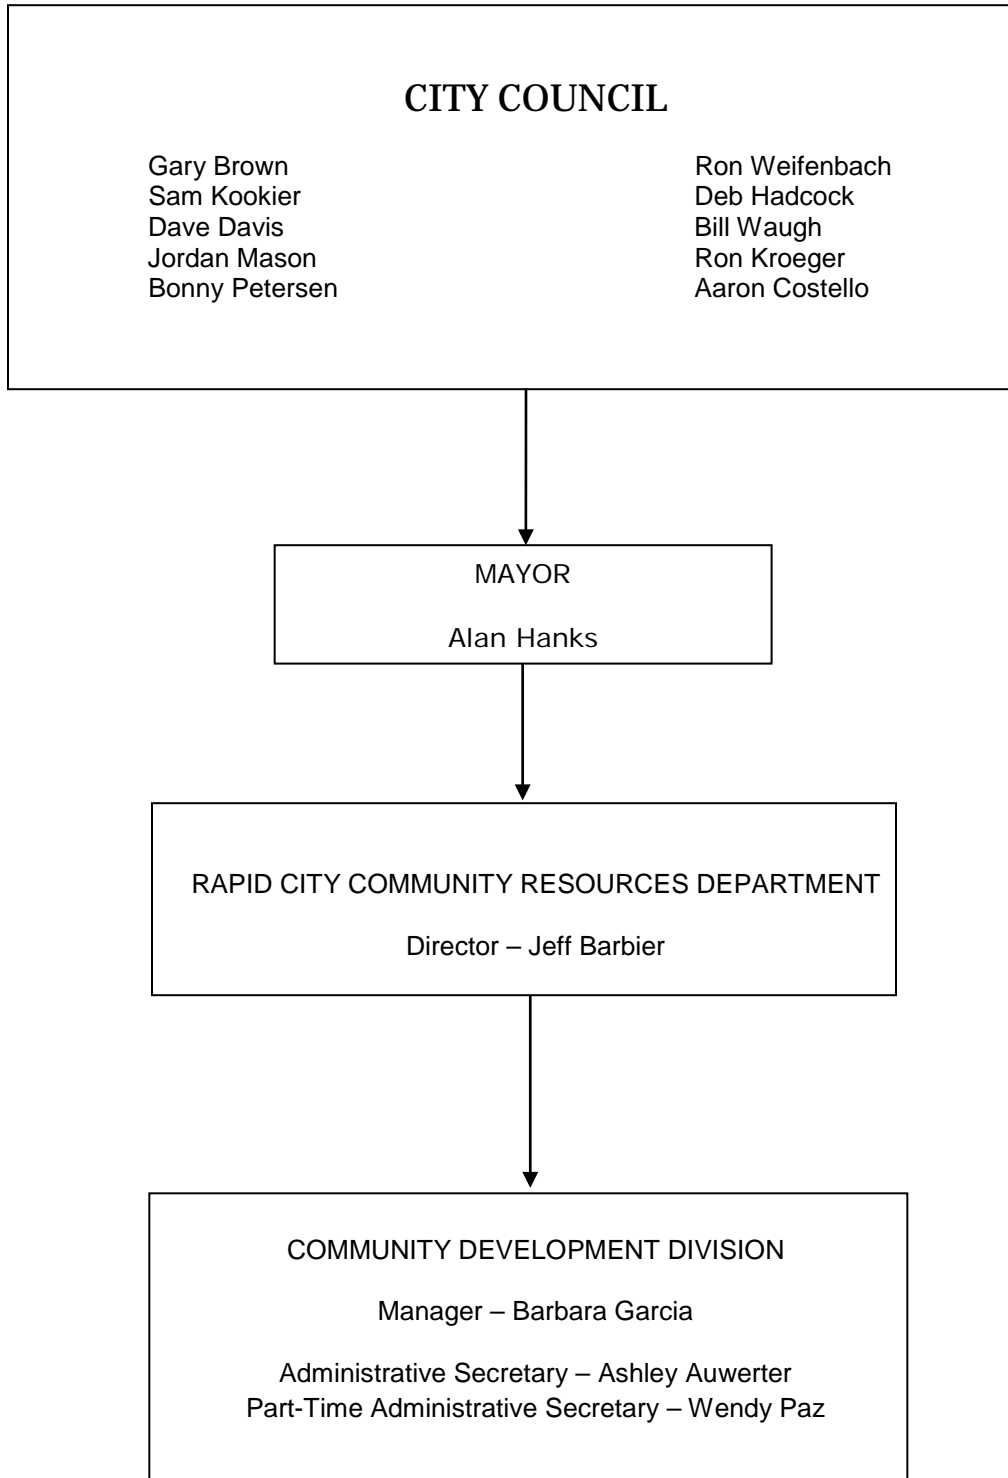 CITY COUNCIL
Gary Brown
Sam Kookier
Dave Davis
Jordan Mason
Bonny Petersen
Ron Weifenbach
Deb Hadcock
Bill Waugh
Ron Kroeger
Aaron Costello
MAYOR
Alan Hanks
RAPID CITY COMMUNITY RESOURCES DEPARTMENT
Director – Jeff Barbier
COMMUNITY DEVELOPMENT DIVISION
Manager – Barbara Garcia
Administrative Secretary – Ashley Auwerter
Part-Time Administrative Secretary – Wendy Paz